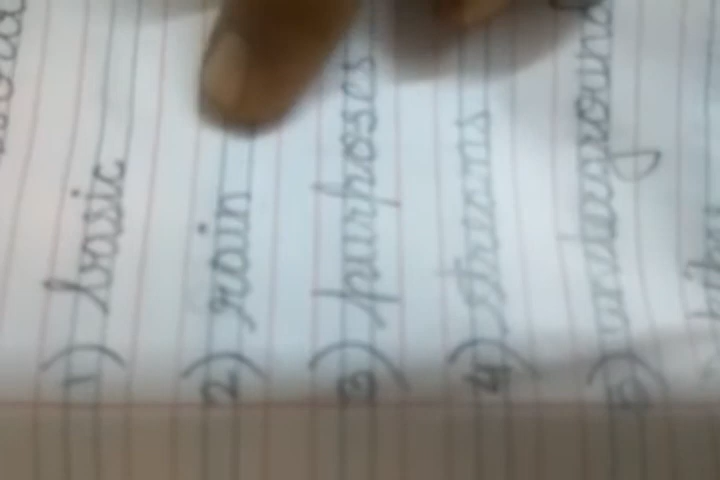 1) basic
2) rain
3) purposes
4) streams
5) underground